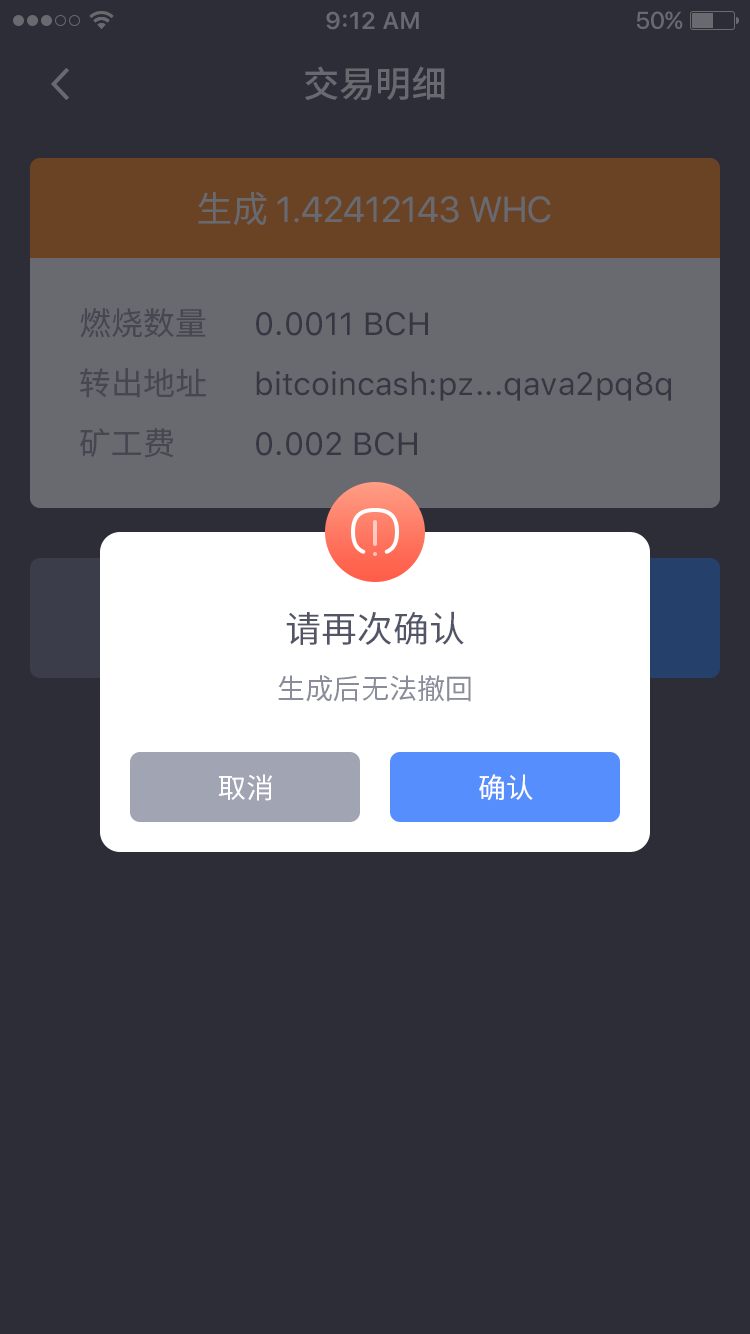 9:12 AM 50%
交易明细
生成 1.42412143 WHC
燃烧数量 0.0011 BCH
转出地址 bitcoincash:pz...qava2pq8q
矿工费 0.002 BCH
请再次确认
生成后无法撤回
取消 确认